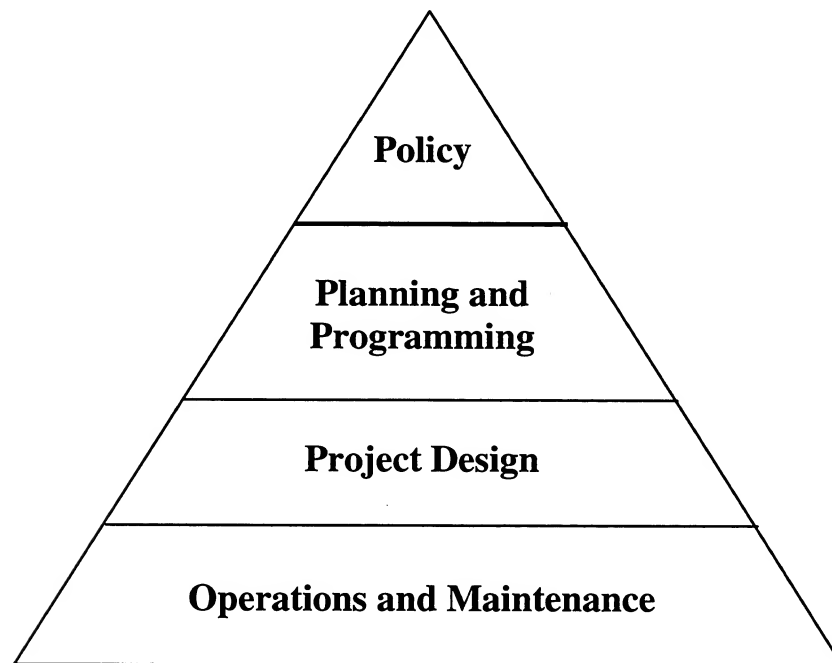 Policy
Planning and
Programming
Project Design
Operations and Maintenance